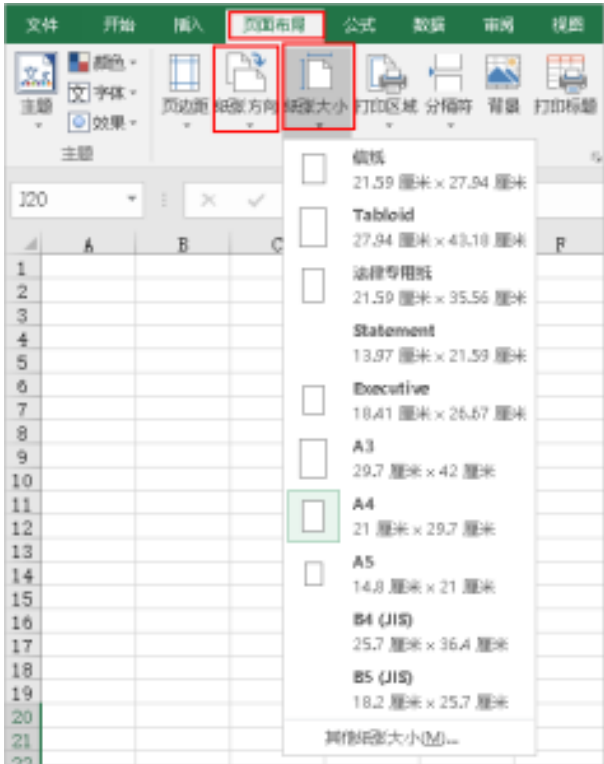 文件 开始 插入 页面布局 公式 数据 审阅 视图
颜色
字体
效果
主题 页边距 纸张方向 纸张大小 打印区域 分隔符 背景 打印标题
主题
J20
A B C F
1
2
3
4
5
6
7
8
9
10
11
12
13
14
15
16
17
18
19
20
21
22
信纸
21.59 厘米 × 27.94 厘米
Tabloid
27.94 厘米 × 43.18 厘米
法律专用纸
21.59 厘米 × 35.56 厘米
Statement
13.97 厘米 × 21.59 厘米
Executive
18.41 厘米 × 26.67 厘米
A3
29.7 厘米 × 42 厘米
A4
21 厘米 × 29.7 厘米
A5
14.8 厘米 × 21 厘米
B4 (JIS)
25.7 厘米 × 36.4 厘米
B5 (JIS)
18.2 厘米 × 25.7 厘米
其他纸张大小(M)...